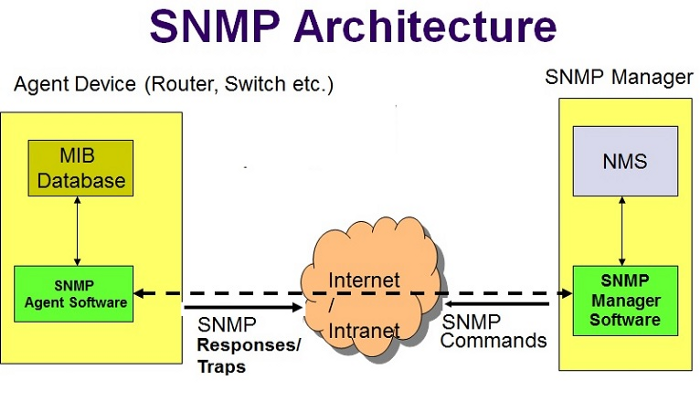 SNMP Architecture
Agent Device (Router, Switch etc.)
SNMP Manager
MIB
Database
NMS
SNMP
Agent Software
Internet
/
Intranet
SNMP
Manager
Software
SNMP
Responses/
Traps
SNMP
Commands